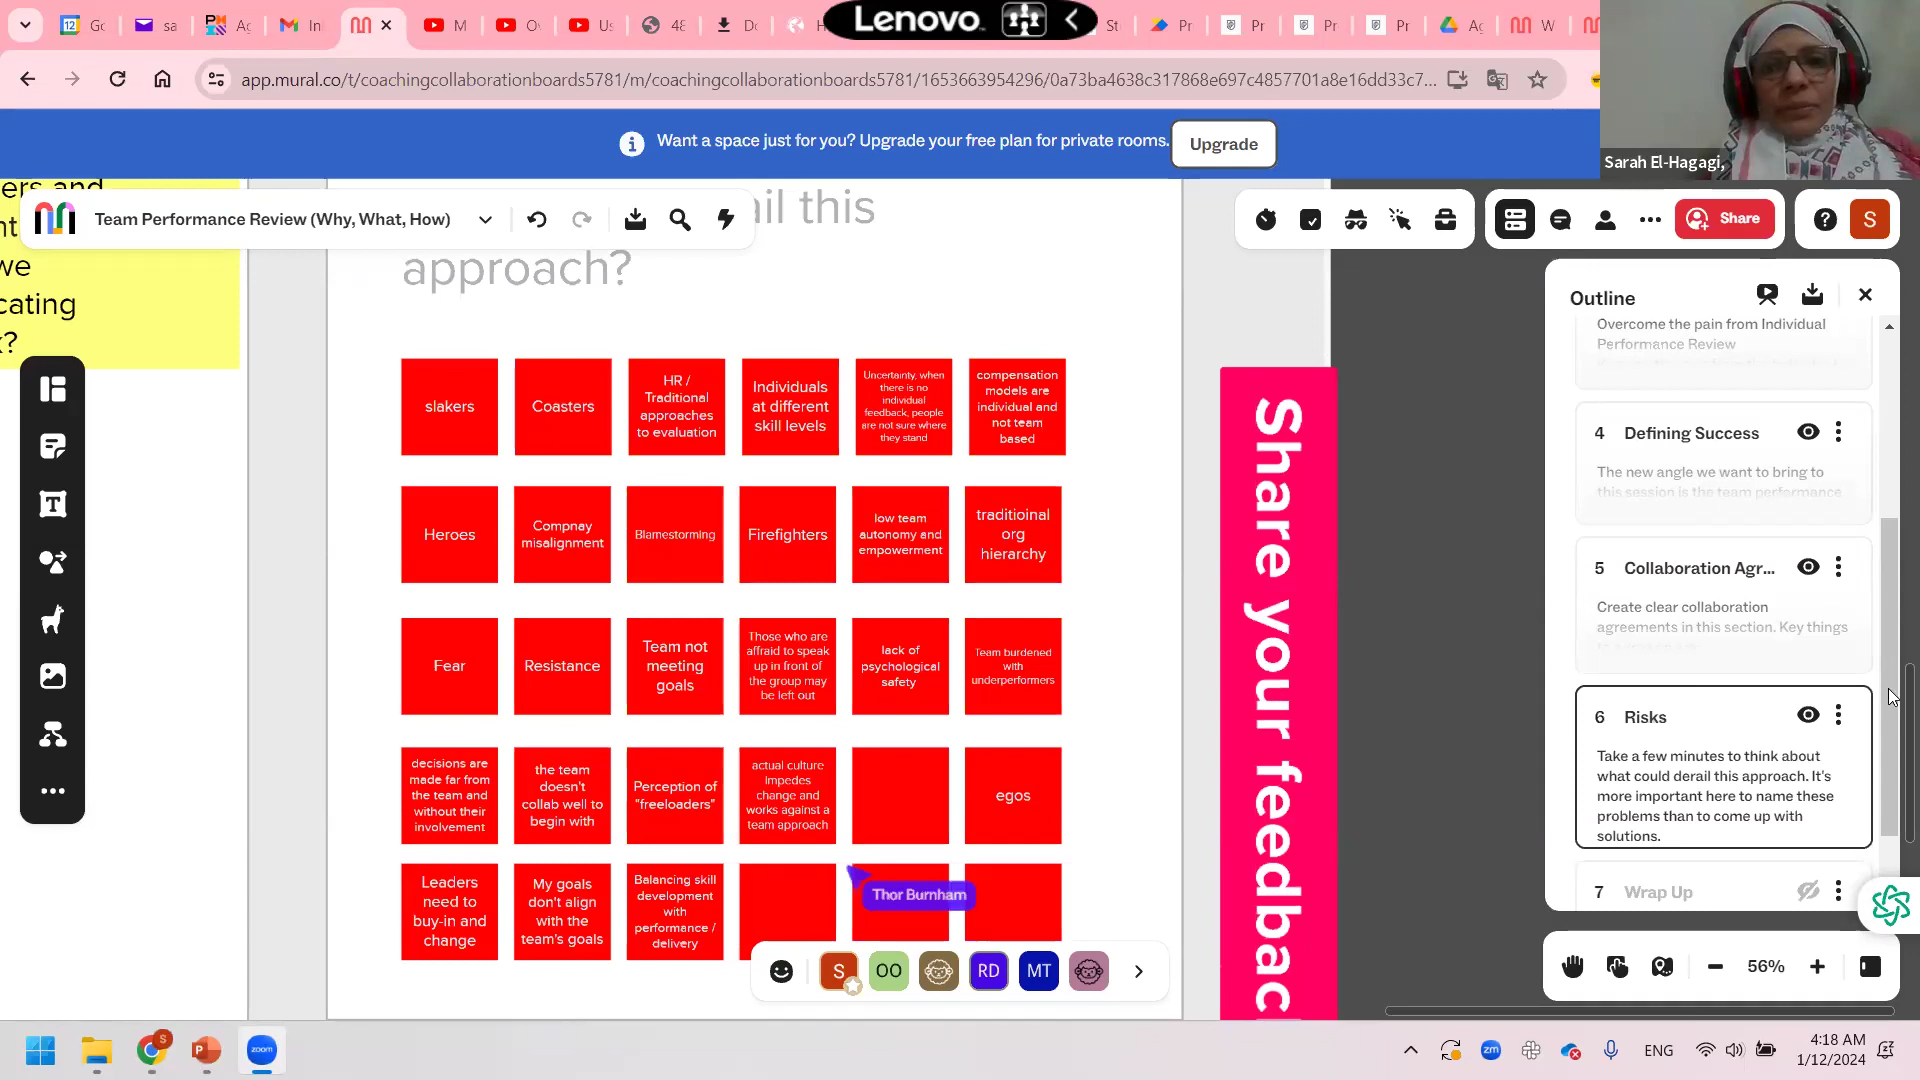 Lenovo
Sarah El-Hagagi,
app.mural.co/t/coachingcollaborationboards5781/m/coachingcollaborationboards5781/1653663954296/0a73ba4638c317868e697c4857701a8e16dd33c7...
Want a space just for you? Upgrade your free plan for private rooms.
Upgrade
Team Performance Review (Why, What, How)
Share
S
ers and
we
cating
?
ail this
approach?
slakers
Coasters
HR /
Traditional
approaches
to evaluation
Individuals
at different
skill levels
Uncertainty, when
there is no
individual
feedback, people
are not sure where
they stand
compensation
models are
individual and
not team
based
Heroes
Compnay
misalignment
Blamestorming
Firefighters
low team
autonomy and
empowerment
traditioinal
org
hierarchy
Fear
Resistance
Team not
meeting
goals
Those who are
affraid to speak
up in front of
the group may
be left out
lack of
psychological
safety
Team burdened
with
underperformers
decisions are
made far from
the team and
without their
involvement
the team
doesn't
collab well to
begin with
Perception of
"freeloaders"
actual culture
Impedes
change and
works against a
team approach
egos
Leaders
need to
buy-in and
change
My goals
don't align
with the
team's goals
Balancing skill
development
with
performance /
delivery
Thor Burnham
Share your feedbac
Outline
Overcome the pain from Individual
Performance Review
4 Defining Success
The new angle we want to bring to
this session is the team performance
5 Collaboration Agr...
Create clear collaboration
agreements in this section. Key things
6 Risks
Take a few minutes to think about
what could derail this approach. It's
more important here to name these
problems than to come up with
solutions.
7 Wrap Up
S
OO
RD
MT
56%
zoom
zm
ENG
4:18 AM
1/12/2024